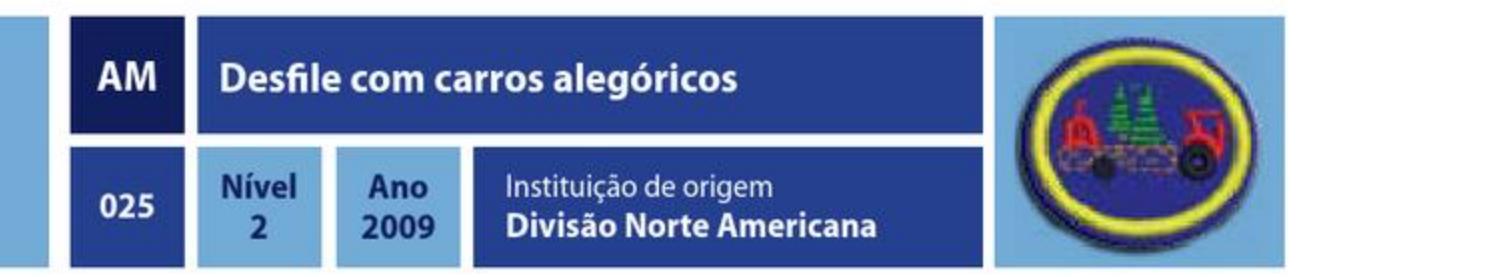 AM
Desfile com carros alegóricos
025
Nível
2
Ano
2009
Instituição de origem
Divisão Norte Americana